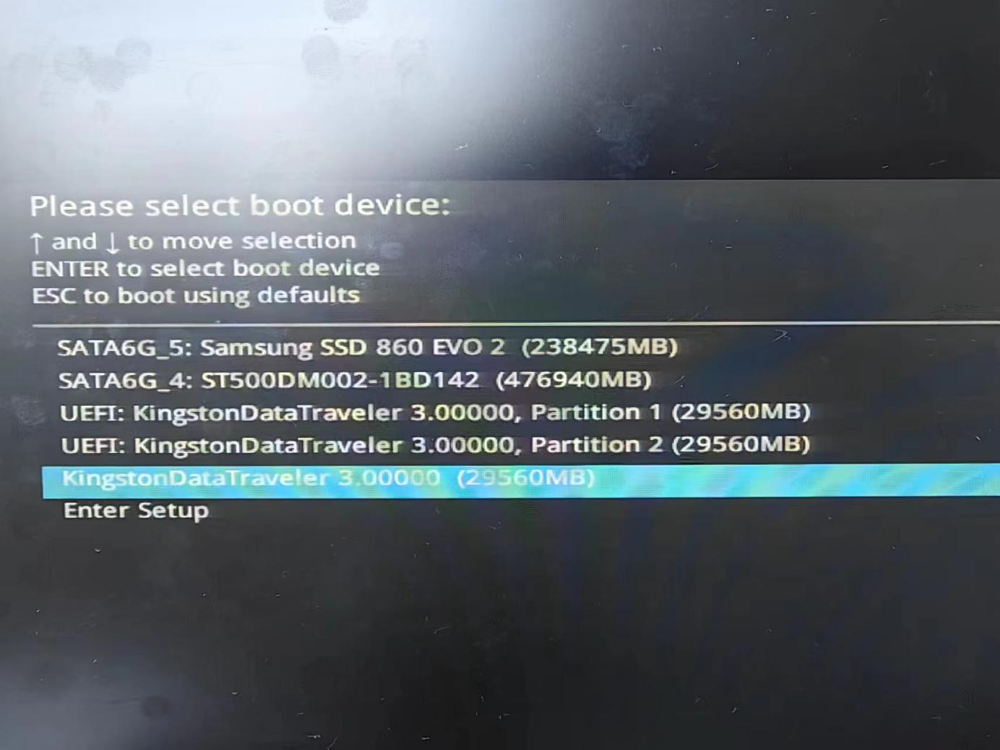 Please select boot device:
↑ and ↓ to move selection
ENTER to select boot device
ESC to boot using defaults
SATA6G_5: Samsung SSD 860 EVO 2 (238475MB)
SATA6G_4: ST500DM002-1BD142 (476940MB)
UEFI: KingstonDataTraveler 3.00000, Partition 1 (29560MB)
UEFI: KingstonDataTraveler 3.00000, Partition 2 (29560MB)
KingstonDataTraveler 3.00000 (29560MB)
Enter Setup